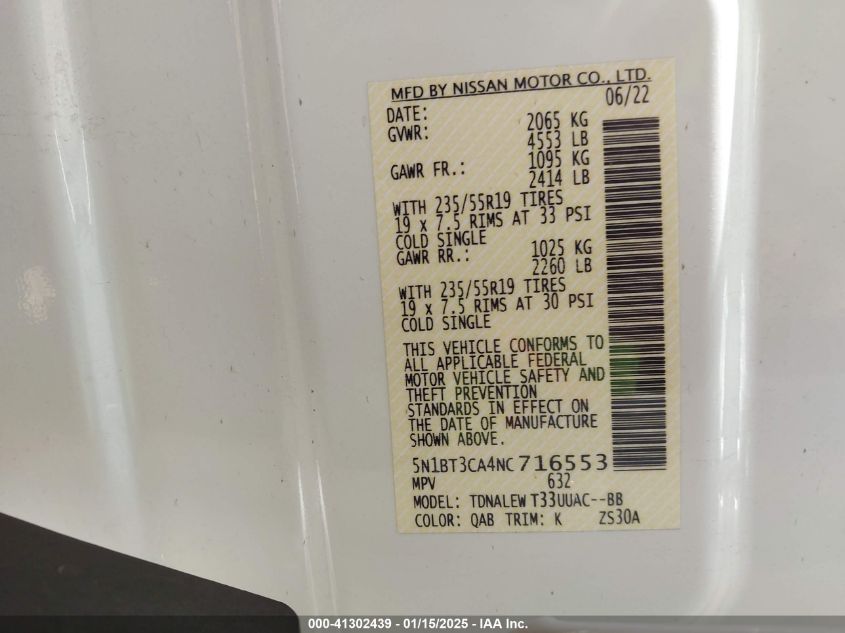 MFD BY NISSAN MOTOR CO., LTD.
DATE: 06/22
GVWR: 2065 KG
4553 LB
GAWR FR.: 1095 KG
2414 LB
WITH 235/55R19 TIRES
19 x 7.5 RIMS AT 33 PSI
COLD SINGLE
GAWR RR.: 1025 KG
2260 LB
WITH 235/55R19 TIRES
19 x 7.5 RIMS AT 30 PSI
COLD SINGLE
THIS VEHICLE CONFORMS TO
ALL APPLICABLE FEDERAL
MOTOR VEHICLE SAFETY AND
THEFT PREVENTION
STANDARDS IN EFFECT ON
THE DATE OF MANUFACTURE
SHOWN ABOVE.
5N1BT3CA4NC716553
MPV 632
MODEL: TDNALEW T33UUAC--BB
COLOR: QAB TRIM: K ZS30A
000-41302439 - 01/15/2025 - IAA Inc.